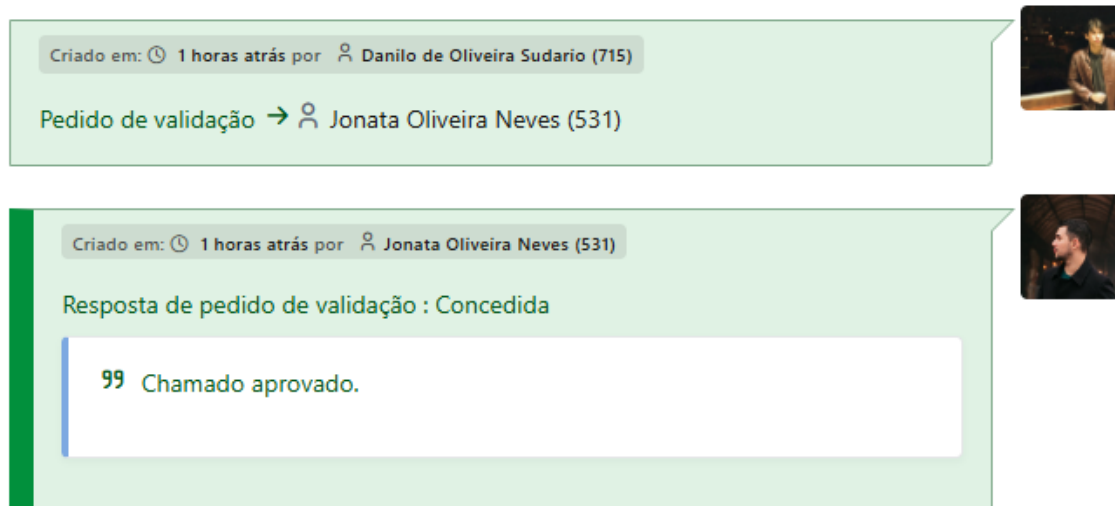 Criado em: 1 horas atrás por Danilo de Oliveira Sudario (715)
Pedido de validação → Jonata Oliveira Neves (531)
Criado em: 1 horas atrás por Jonata Oliveira Neves (531)
Resposta de pedido de validação : Concedida
Chamado aprovado.